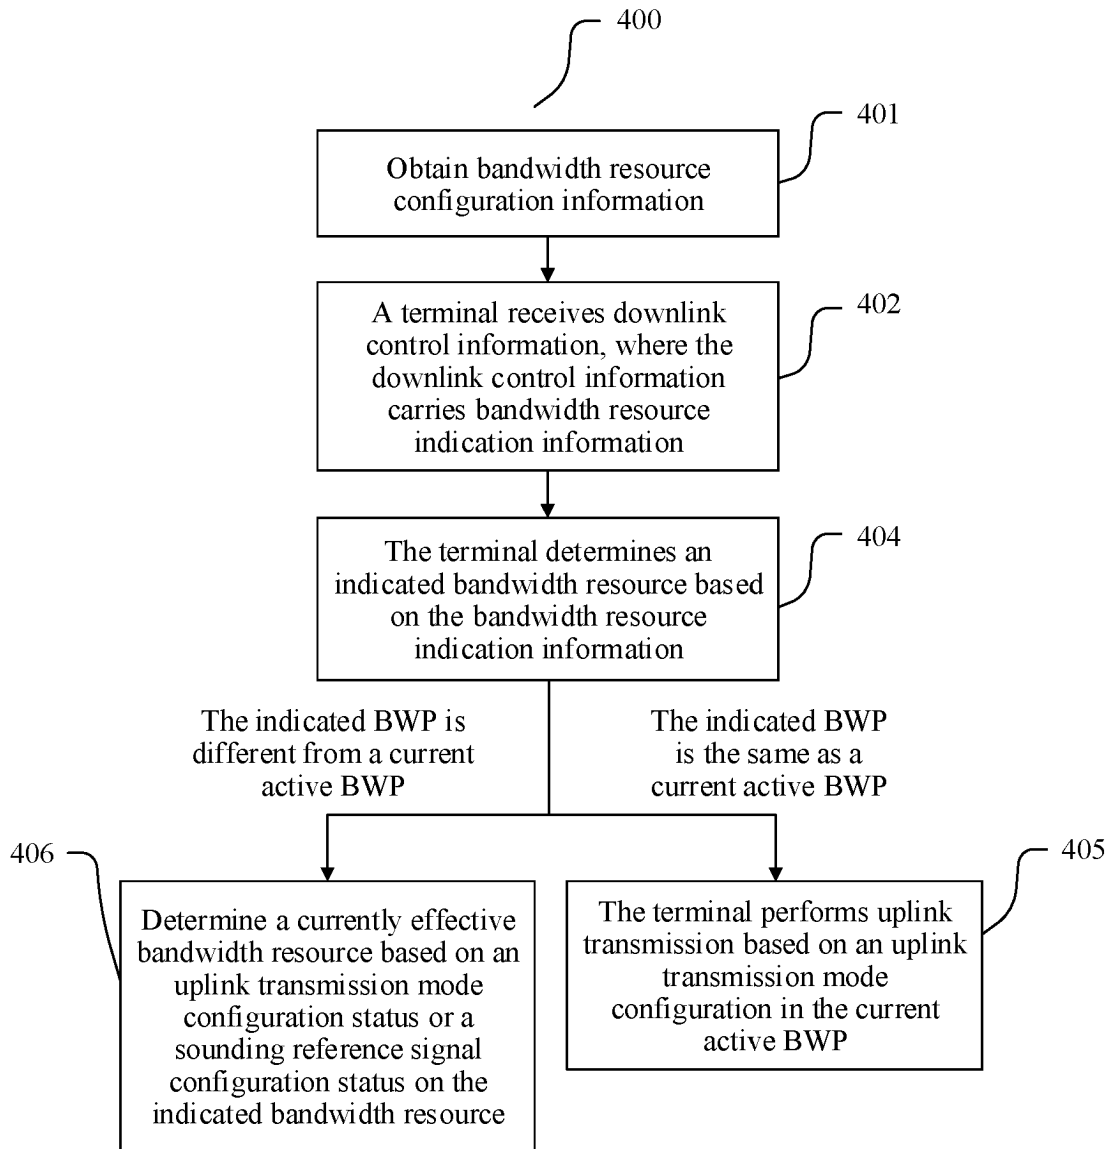 400
401
Obtain bandwidth resource
configuration information
402
A terminal receives downlink
control information, where the
downlink control information
carries bandwidth resource
indication information
404
The terminal determines an
indicated bandwidth resource based
on the bandwidth resource
indication information
The indicated BWP is
different from a current
active BWP
The indicated BWP
is the same as a
current active BWP
406
Determine a currently effective
bandwidth resource based on an
uplink transmission mode
configuration status or a
sounding reference signal
configuration status on the
indicated bandwidth resource
405
The terminal performs uplink
transmission based on an uplink
transmission mode
configuration in the current
active BWP